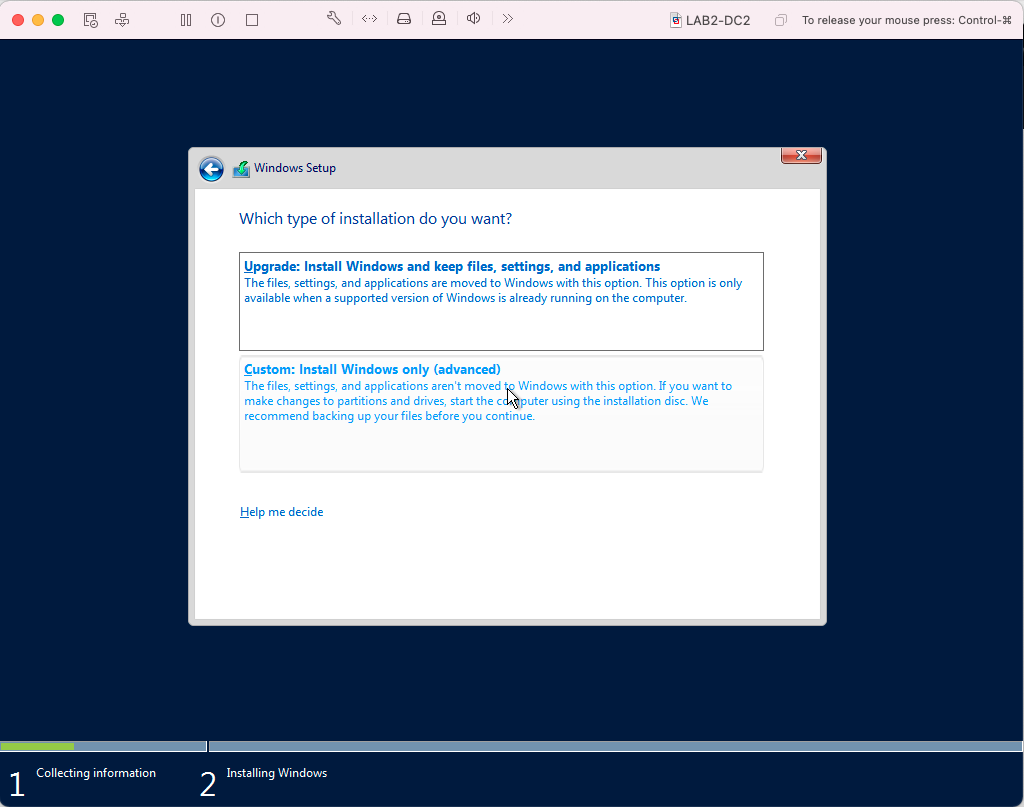 LAB2-DC2
To release your mouse press: Control-⌘
Windows Setup
Which type of installation do you want?
Upgrade: Install Windows and keep files, settings, and applications
The files, settings, and applications are moved to Windows with this option. This option is only
available when a supported version of Windows is already running on the computer.
Custom: Install Windows only (advanced)
The files, settings, and applications aren't moved to Windows with this option. If you want to
make changes to partitions and drives, start the computer using the installation disc. We
recommend backing up your files before you continue.
Help me decide
1 Collecting information
2 Installing Windows